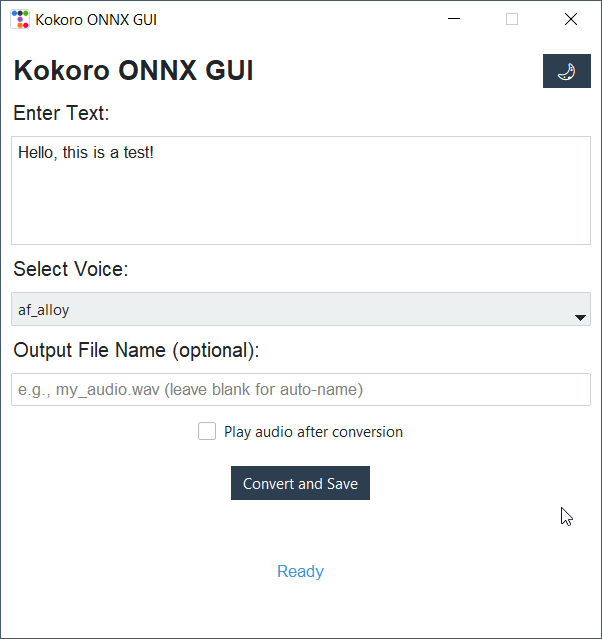 Kokoro ONNX GUI
Kokoro ONNX GUI
Enter Text:
Hello, this is a test!
Select Voice:
af_alloy
Output File Name (optional):
e.g., my_audio.wav (leave blank for auto-name)
Play audio after conversion
Convert and Save
Ready